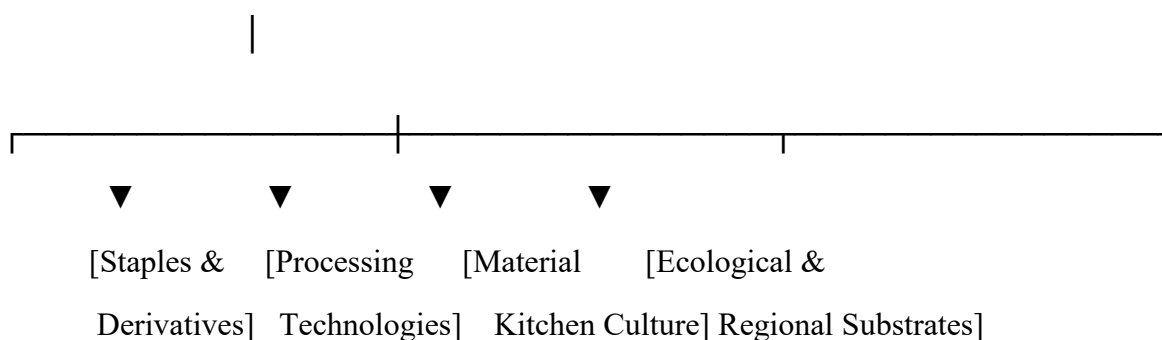 [Staples & [Processing [Material [Ecological &
Derivatives] Technologies] Kitchen Culture] Regional Substrates]